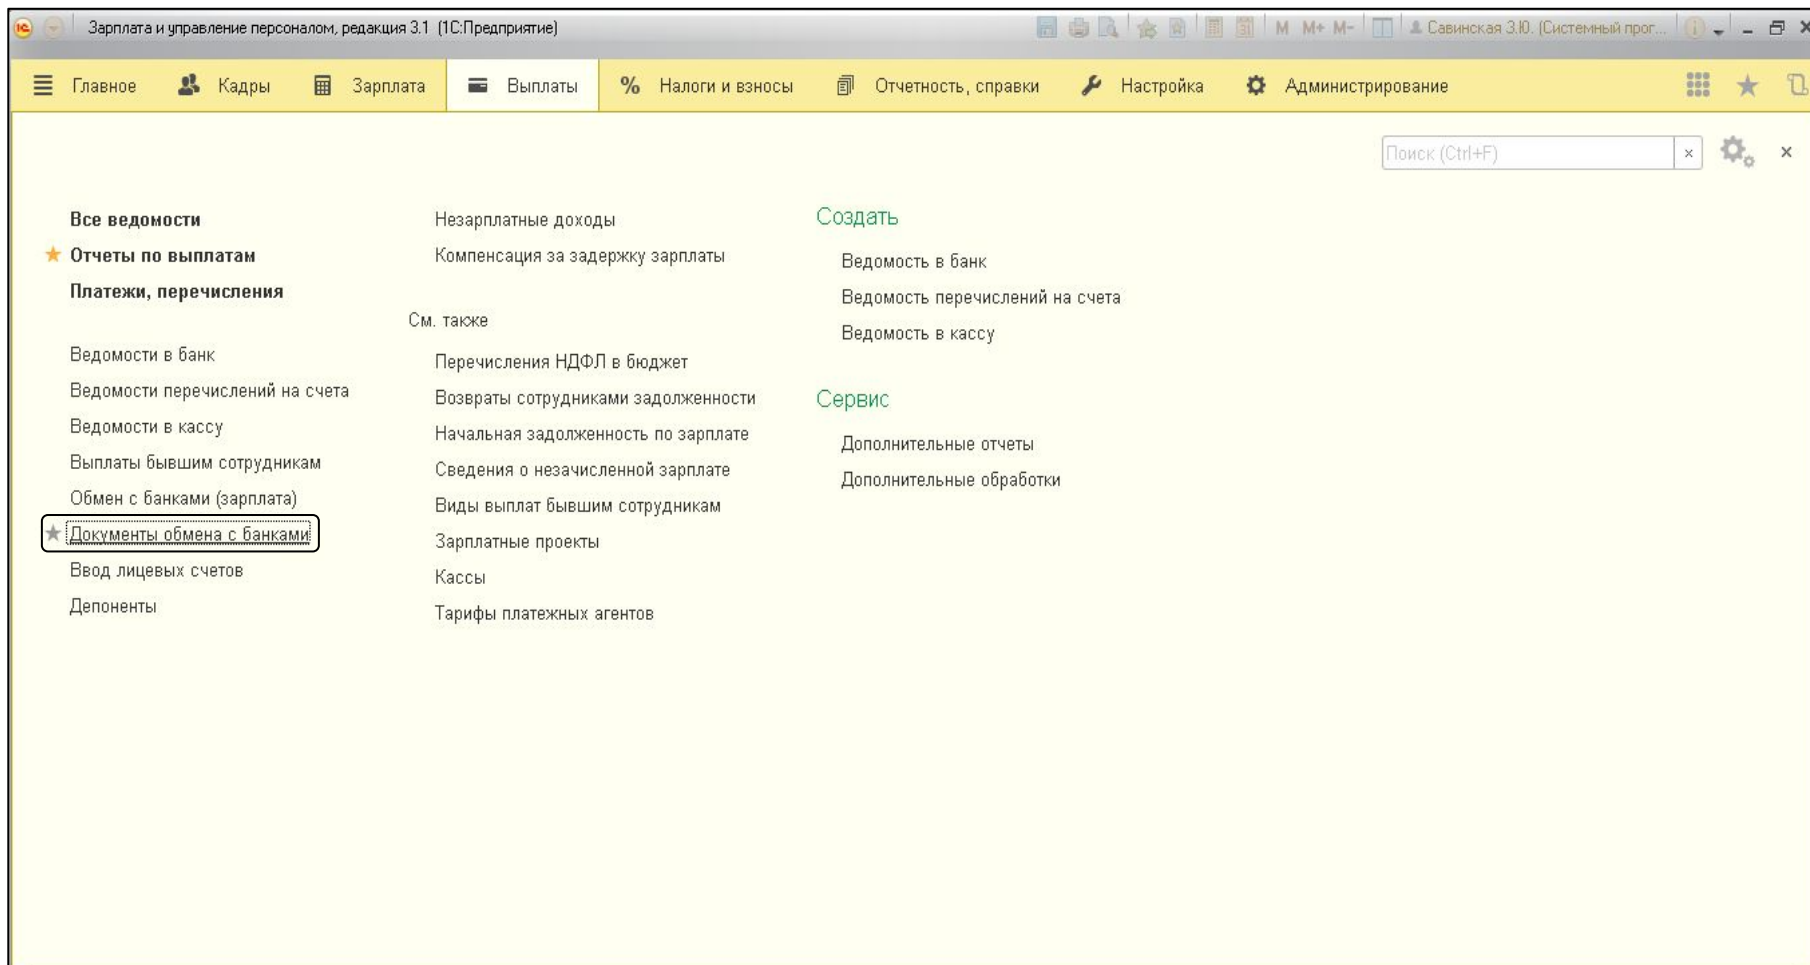 Зарплата и управление персоналом, редакция 3.1 (1С:Предприятие)
М М+ М- Савинская З.Ю. (Системный прог...
Главное Кадры Зарплата Выплаты % Налоги и взносы Отчетность, справки Настройка Администрирование
Поиск (Ctrl+F)
Все ведомости
Отчеты по выплатам
Платежи, перечисления
Ведомости в банк
Ведомости перечислений на счета
Ведомости в кассу
Выплаты бывшим сотрудникам
Обмен с банками (зарплата)
Документы обмена с банками
Ввод лицевых счетов
Депоненты
Незарплатные доходы
Компенсация за задержку зарплаты
См. также
Перечисления НДФЛ в бюджет
Возвраты сотрудниками задолженности
Начальная задолженность по зарплате
Сведения о незачисленной зарплате
Виды выплат бывшим сотрудникам
Зарплатные проекты
Кассы
Тарифы платежных агентов
Создать
Ведомость в банк
Ведомость перечислений на счета
Ведомость в кассу
Сервис
Дополнительные отчеты
Дополнительные обработки